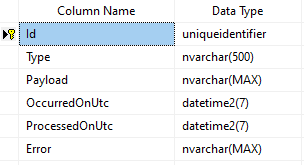 Column Name Data Type
Id uniqueidentifier
Type nvarchar(500)
Payload nvarchar(MAX)
OccurredOnUtc datetime2(7)
ProcessedOnUtc datetime2(7)
Error nvarchar(MAX)